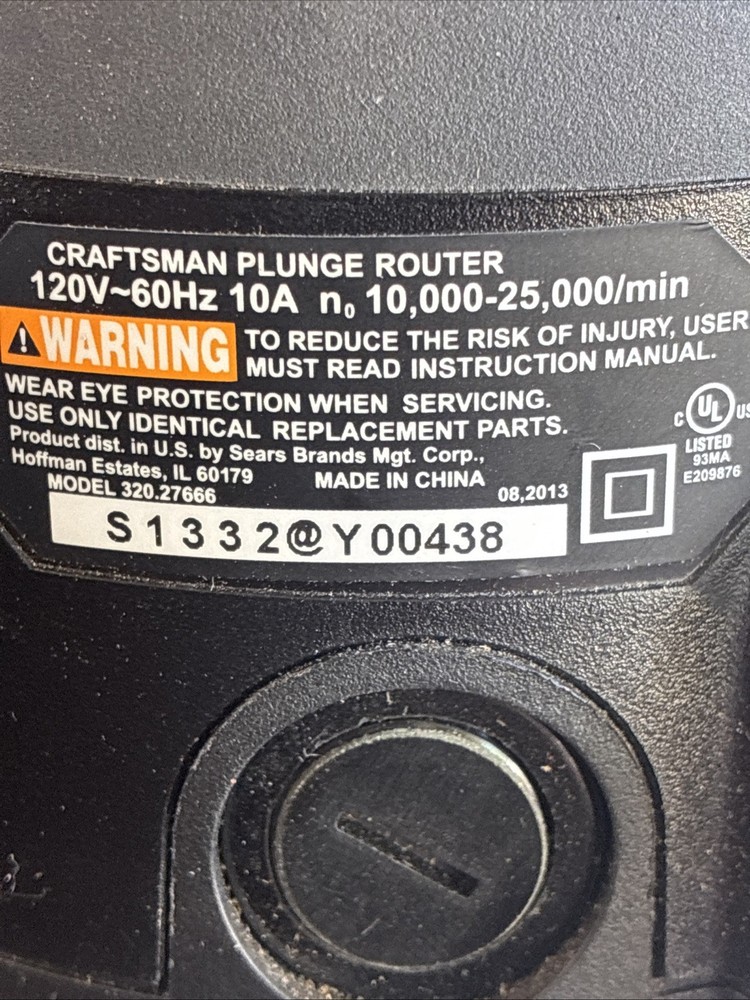 CRAFTSMAN PLUNGE ROUTER
120V~60Hz 10A n₀ 10,000-25,000/min
WARNING
TO REDUCE THE RISK OF INJURY, USER
MUST READ INSTRUCTION MANUAL.
WEAR EYE PROTECTION WHEN SERVICING.
USE ONLY IDENTICAL REPLACEMENT PARTS.
Product dist. in U.S. by Sears Brands Mgt. Corp.,
Hoffman Estates, IL 60179 MADE IN CHINA
MODEL 320.27666 08,2013
S1332@Y00438
C UL US
LISTED
93MA
E209876